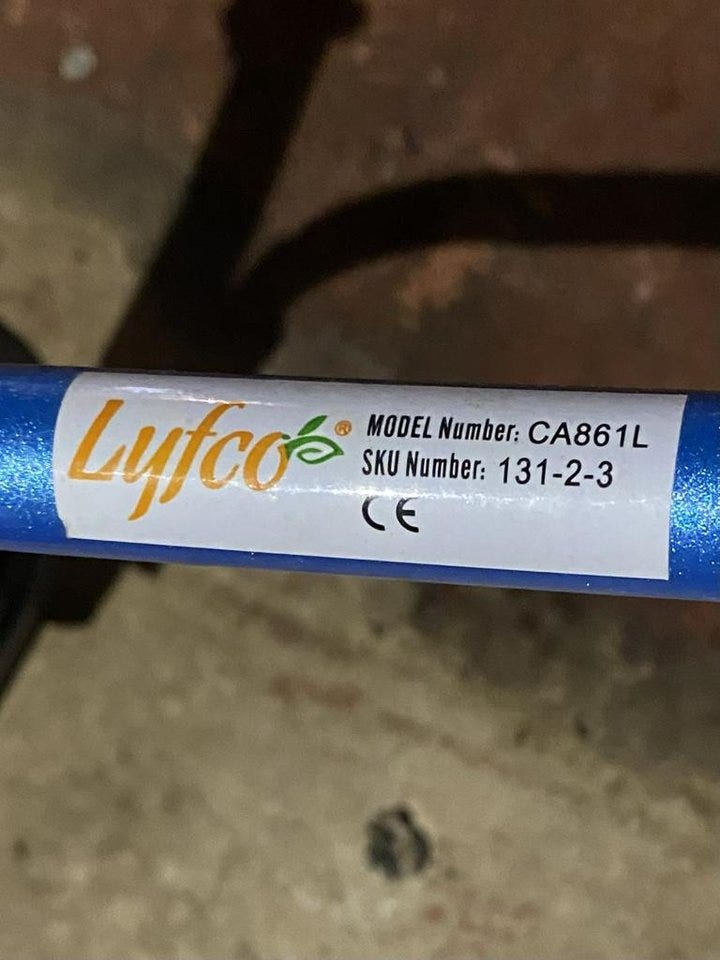 Lyfco®
MODEL Number: CA861L
SKU Number: 131-2-3
CE